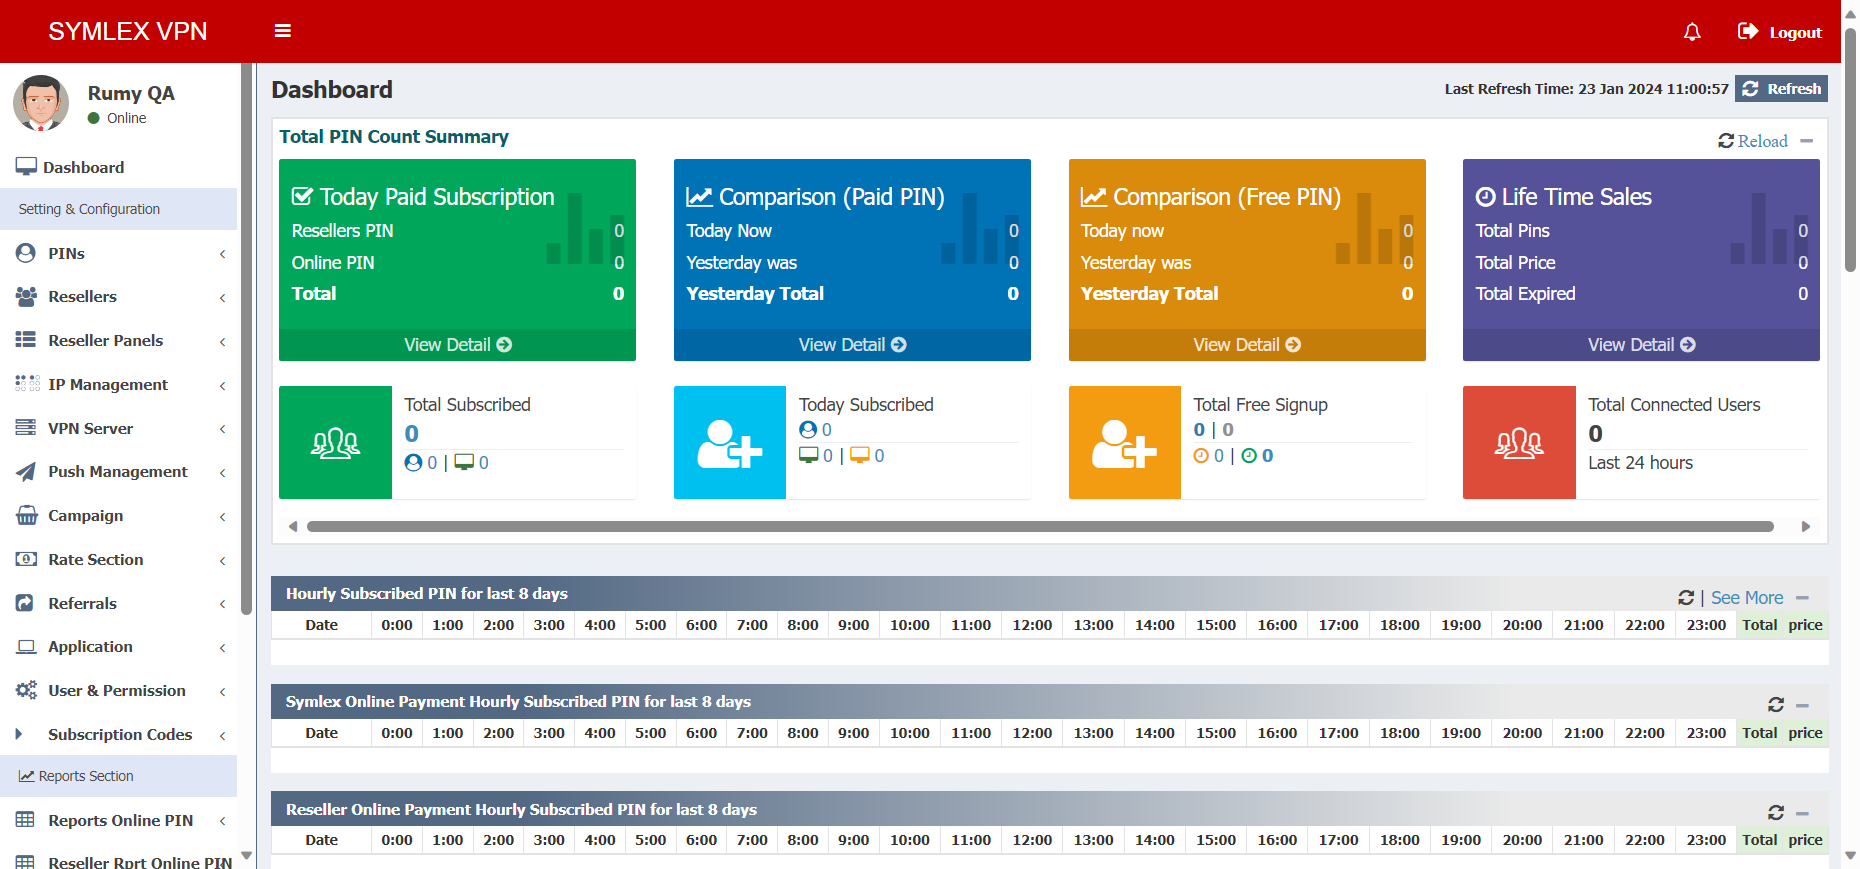 SYMLEX VPN
Logout
Rumy QA
Online
Dashboard
Setting & Configuration
PINs
Resellers
Reseller Panels
IP Management
VPN Server
Push Management
Campaign
Rate Section
Referrals
Application
User & Permission
Subscription Codes
Reports Section
Reports Online PIN
Reseller Rprt Online PIN
Dashboard
Last Refresh Time: 23 Jan 2024 11:00:57 Refresh
Total PIN Count Summary
Reload
Today Paid Subscription
Resellers PIN 0
Online PIN 0
Total 0
View Detail
Comparison (Paid PIN)
Today Now 0
Yesterday was 0
Yesterday Total 0
View Detail
Comparison (Free PIN)
Today now 0
Yesterday was 0
Yesterday Total 0
View Detail
Life Time Sales
Total Pins 0
Total Price 0
Total Expired 0
View Detail
Total Subscribed
0
0 | 0
Today Subscribed
0
0 | 0
Total Free Signup
0 | 0
0 | 0
Total Connected Users
0
Last 24 hours
Hourly Subscribed PIN for last 8 days
| See More
Date 0:00 1:00 2:00 3:00 4:00 5:00 6:00 7:00 8:00 9:00 10:00 11:00 12:00 13:00 14:00 15:00 16:00 17:00 18:00 19:00 20:00 21:00 22:00 23:00 Total price
Symlex Online Payment Hourly Subscribed PIN for last 8 days
Date 0:00 1:00 2:00 3:00 4:00 5:00 6:00 7:00 8:00 9:00 10:00 11:00 12:00 13:00 14:00 15:00 16:00 17:00 18:00 19:00 20:00 21:00 22:00 23:00 Total price
Reseller Online Payment Hourly Subscribed PIN for last 8 days
Date 0:00 1:00 2:00 3:00 4:00 5:00 6:00 7:00 8:00 9:00 10:00 11:00 12:00 13:00 14:00 15:00 16:00 17:00 18:00 19:00 20:00 21:00 22:00 23:00 Total price